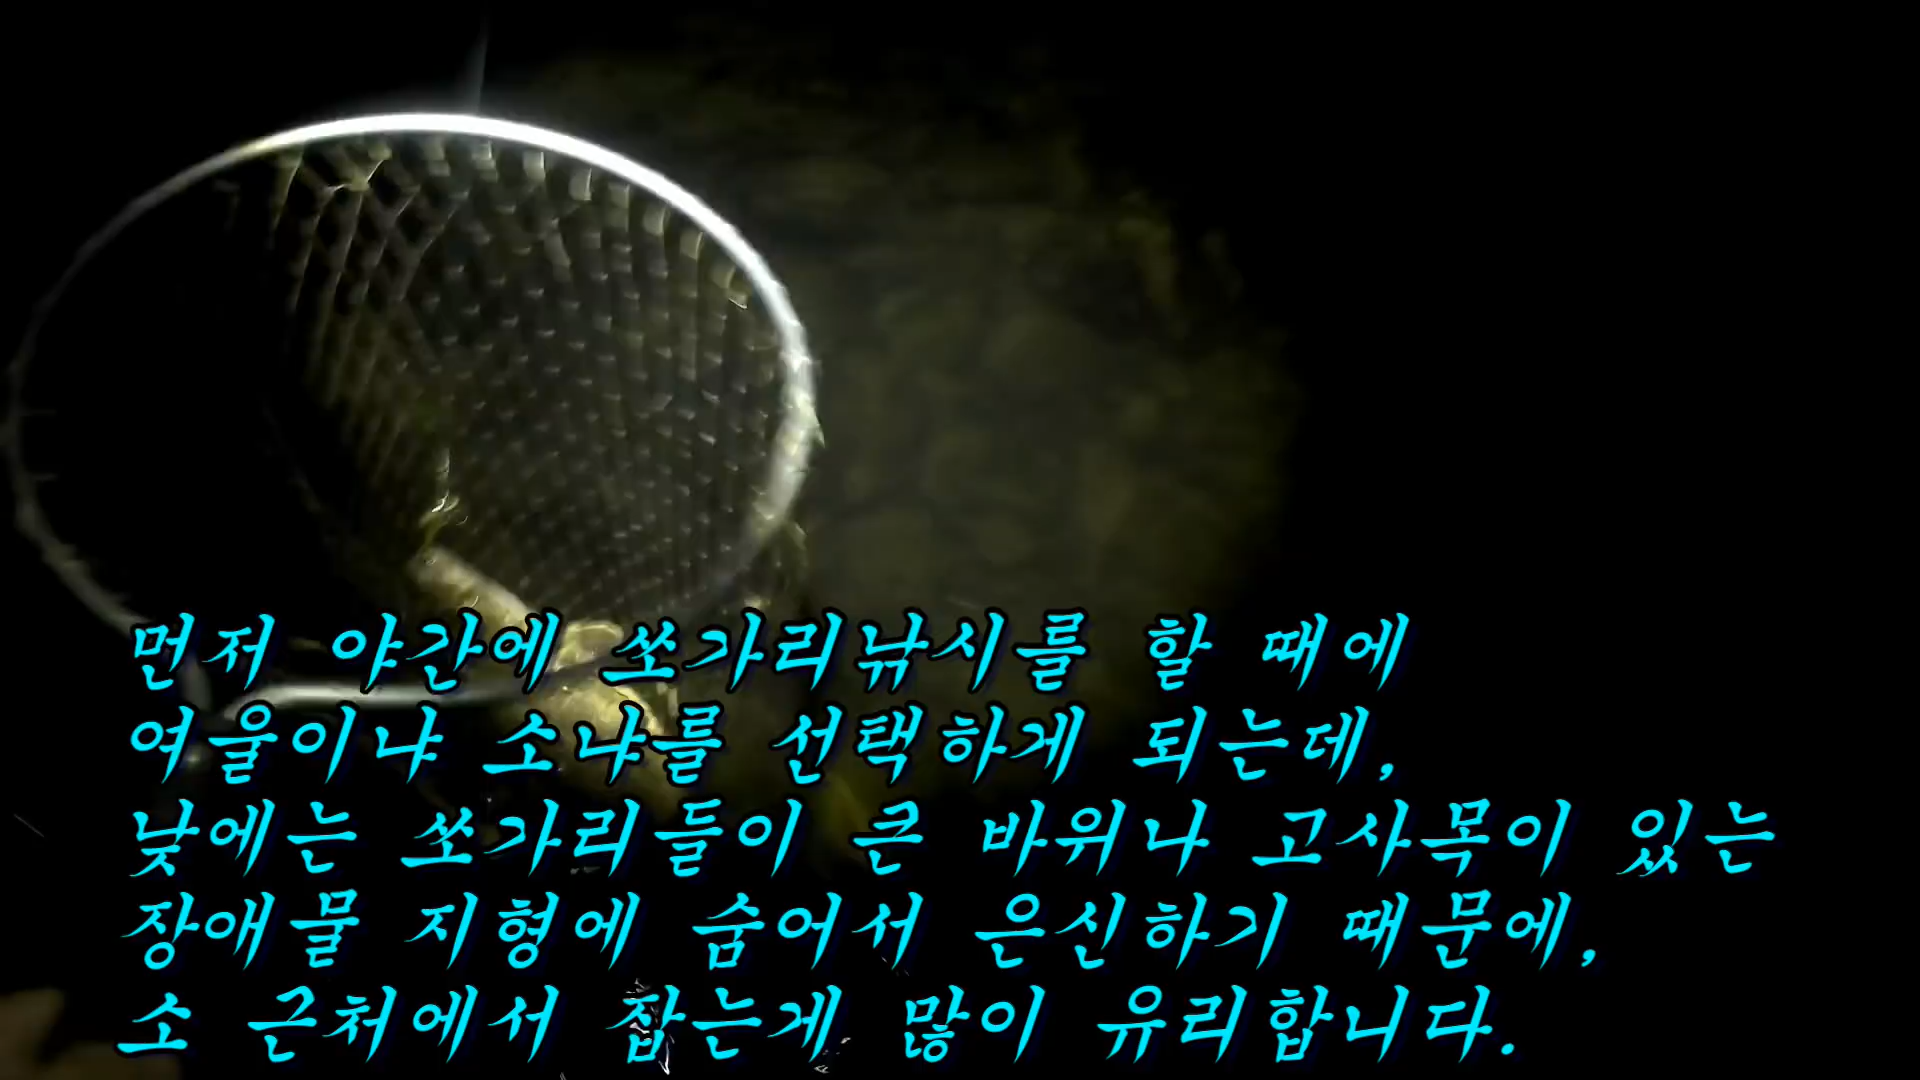 먼저 야간에 쏘가리낚시를 할 때에
여울이냐 소냐를 선택하게 되는데,
낮에는 쏘가리들이 큰 바위나 고사목이 있는
장애물 지형에 숨어서 은신하기 때문에,
소 근처에서 잡는게 많이 유리합니다.